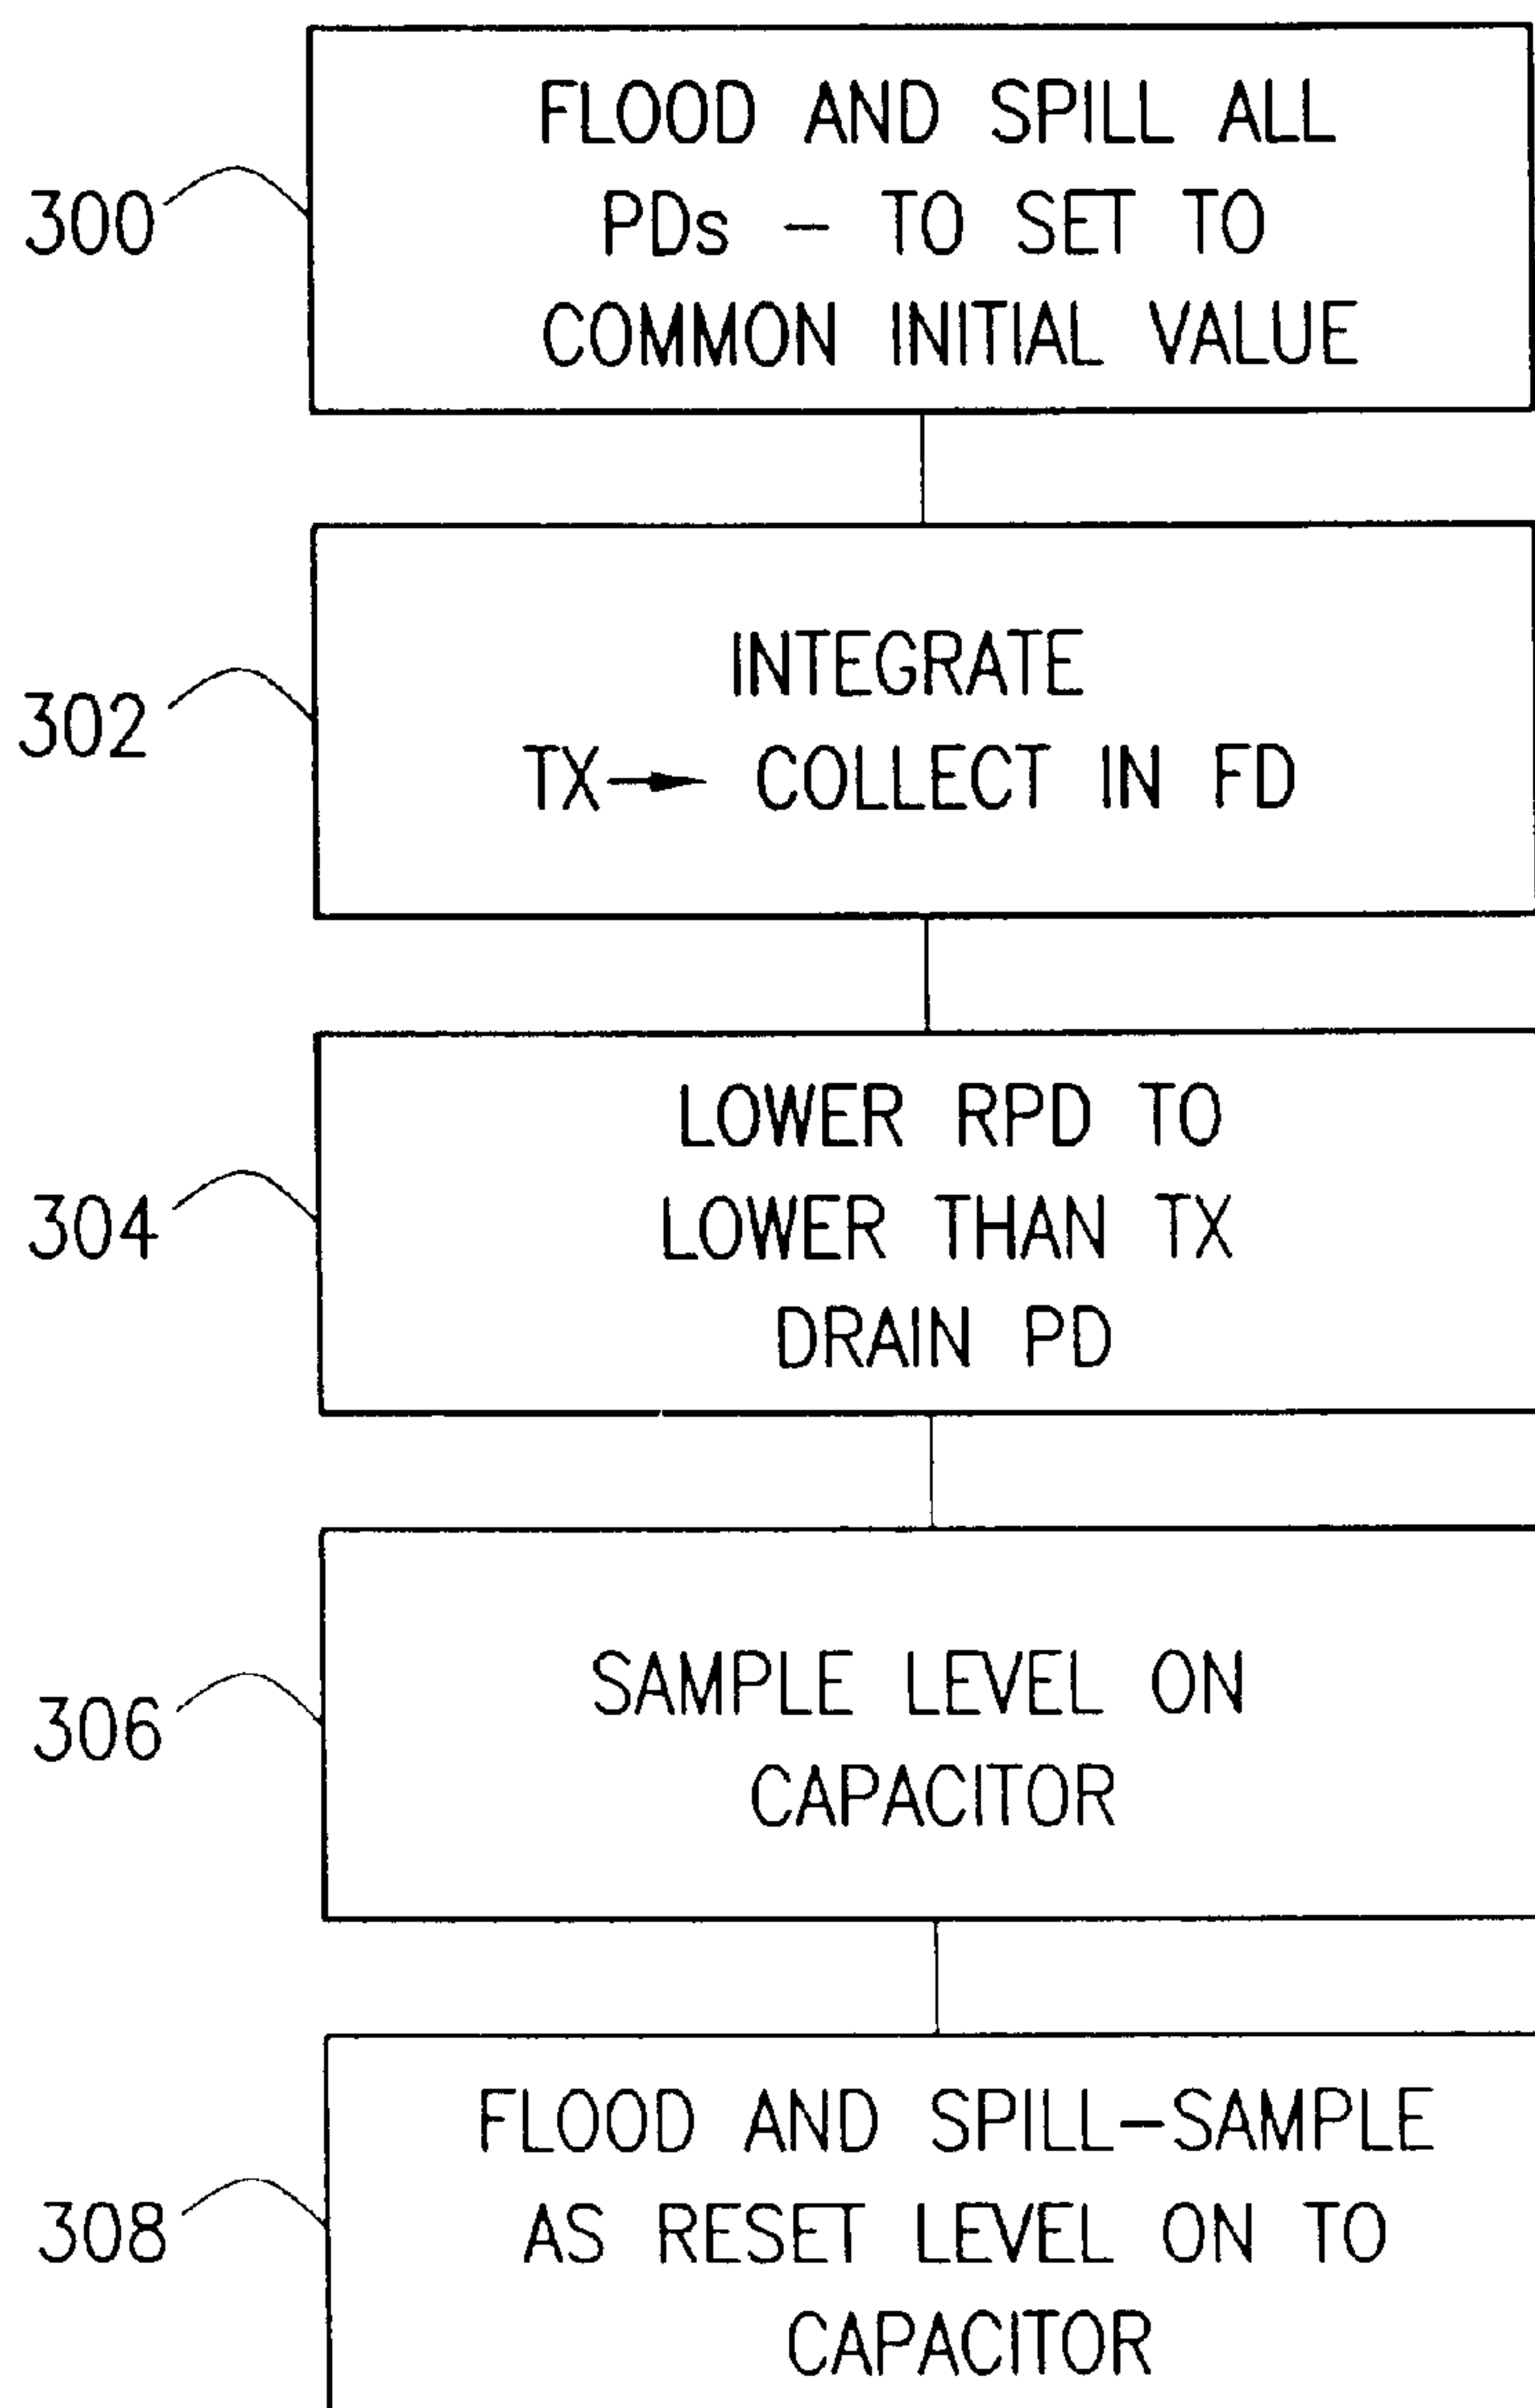 FLOOD AND SPILL ALL
300
PDs - TO SET TO
COMMON INITIAL VALUE
INTEGRATE
302
TX→ COLLECT IN FD
LOWER RPD TO
304
LOWER THAN TX
DRAIN PD
SAMPLE LEVEL ON
306
CAPACITOR
FLOOD AND SPILL-SAMPLE
308
AS RESET LEVEL ON TO
CAPACITOR